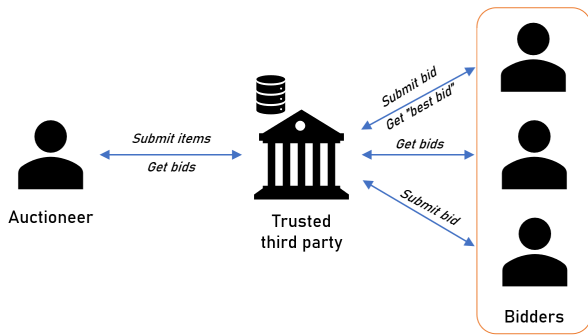 Submit bid
Get "best bid"
Submit items
Get bids
Get bids
Submit bid
Auctioneer
Trusted
third party
Bidders